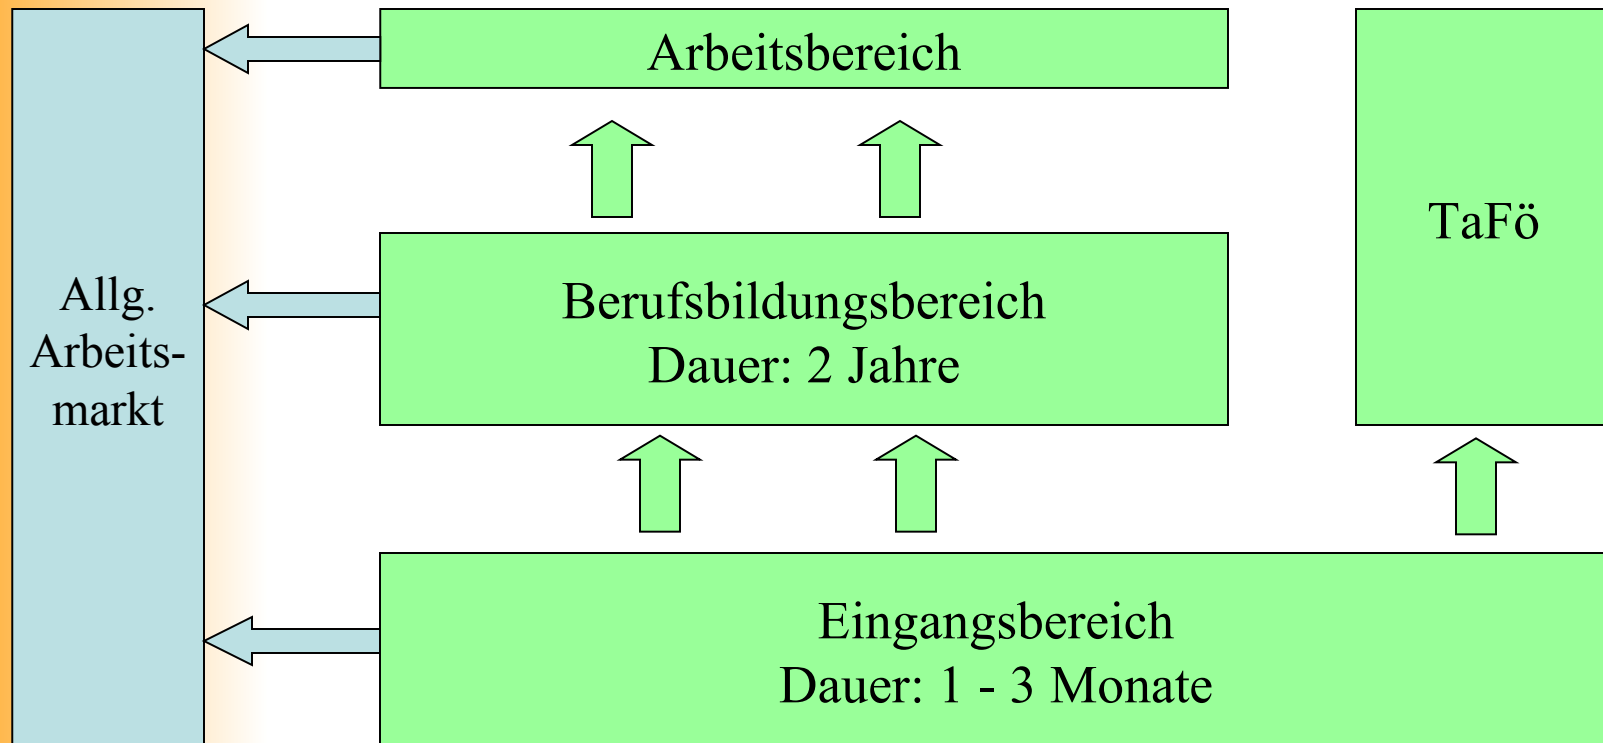 Arbeitsbereich
TaFö
Allg.
Arbeits-
markt
Berufsbildungsbereich
Dauer: 2 Jahre
Eingangsbereich
Dauer: 1 - 3 Monate